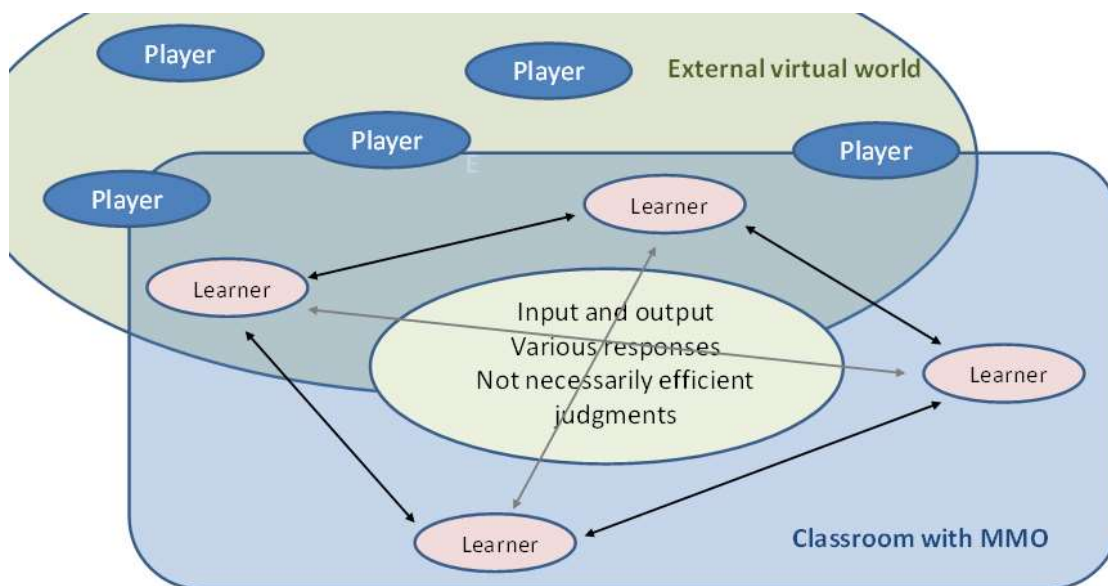 Player
Player
External virtual world
Player
Player
Player
E
Learner
Learner
Input and output
Various responses
Not necessarily efficient
judgments
Learner
Learner
Classroom with MMO